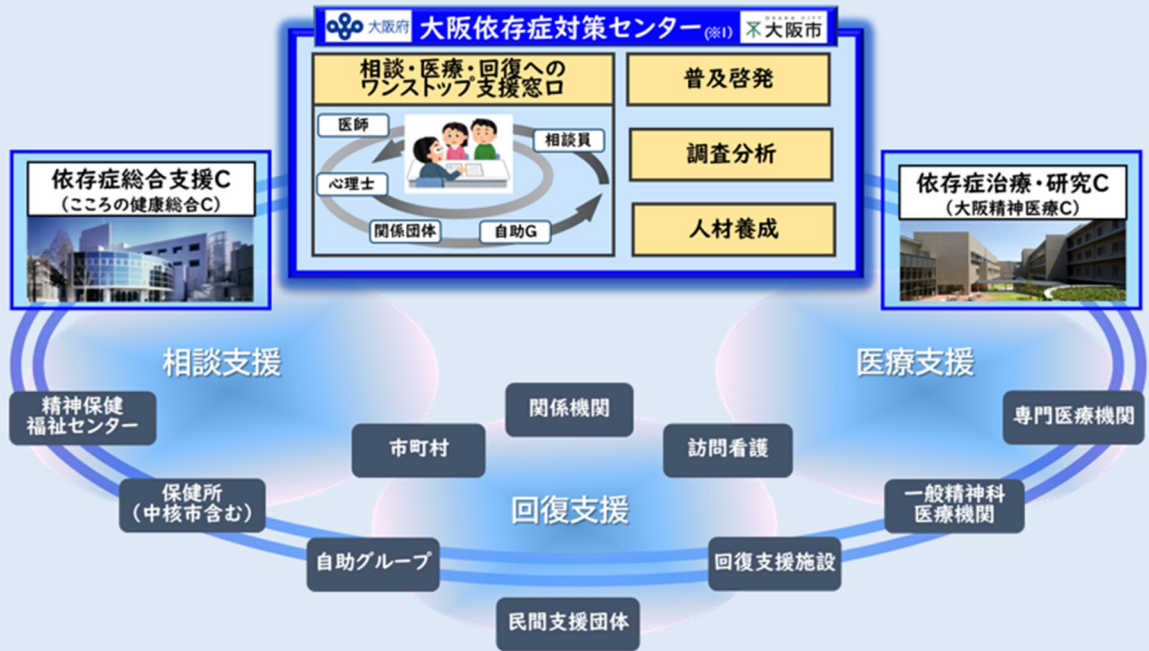 大阪府
大阪依存症対策センター(※1)
OSAKA CITY
大阪市
相談・医療・回復への
ワンストップ支援窓口
医師
相談員
心理士
関係団体
自助G
普及啓発
調査分析
人材養成
依存症総合支援C
(こころの健康総合C)
依存症治療・研究C
(大阪精神医療C)
相談支援
医療支援
精神保健
福祉センター
関係機関
専門医療機関
市町村
訪問看護
保健所
(中核市含む)
回復支援
一般精神科
医療機関
自助グループ
回復支援施設
民間支援団体